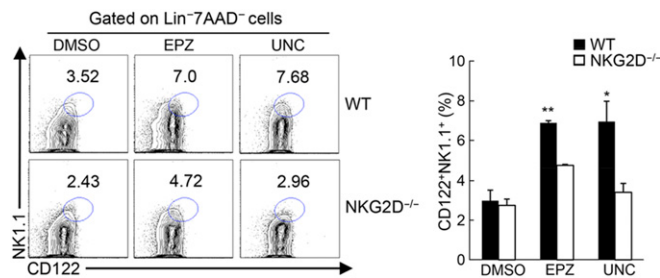 Gated on Lin⁻7AAD⁻ cells
DMSO EPZ UNC
3.52 7.0 7.68
WT
2.43 4.72 2.96
NKG2D⁻/⁻
NK1.1
CD122
WT
NKG2D⁻/⁻
CD122⁺NK1.1⁺ (%)
10
8
6
4
2
0
** *
DMSO EPZ UNC